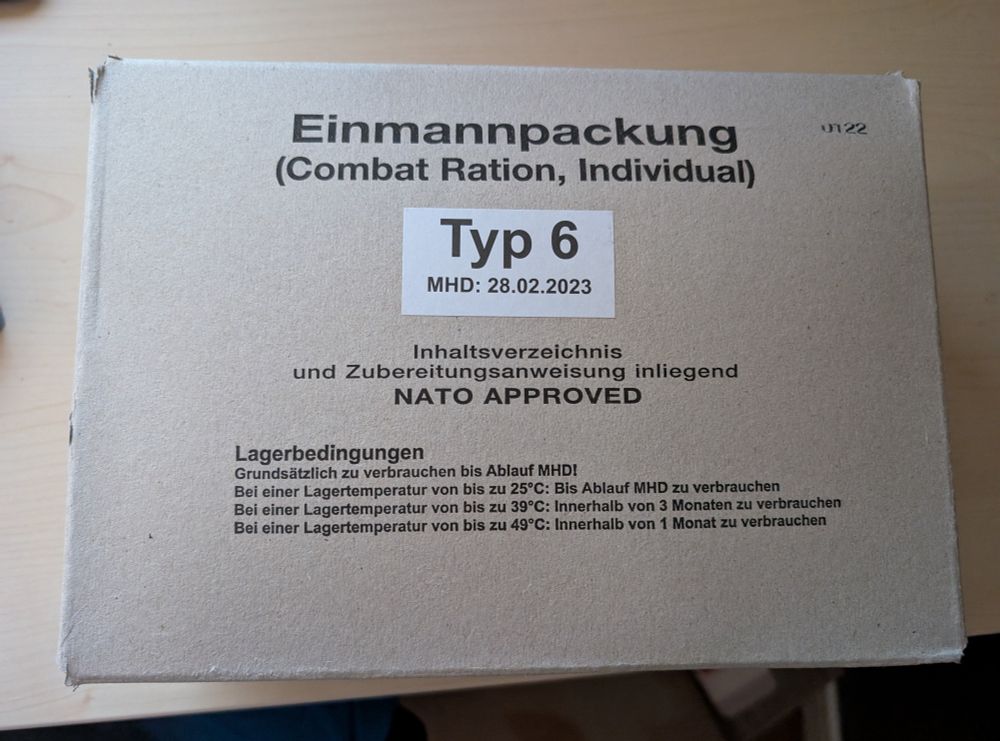 Einmannpackung
(Combat Ration, Individual)
Typ 6
MHD: 28.02.2023
Inhaltsverzeichnis
und Zubereitungsanweisung inliegend
NATO APPROVED
Lagerbedingungen
Grundsätzlich zu verbrauchen bis Ablauf MHD!
Bei einer Lagertemperatur von bis zu 25°C: Bis Ablauf MHD zu verbrauchen
Bei einer Lagertemperatur von bis zu 39°C: Innerhalb von 3 Monaten zu verbrauchen
Bei einer Lagertemperatur von bis zu 49°C: Innerhalb von 1 Monat zu verbrauchen